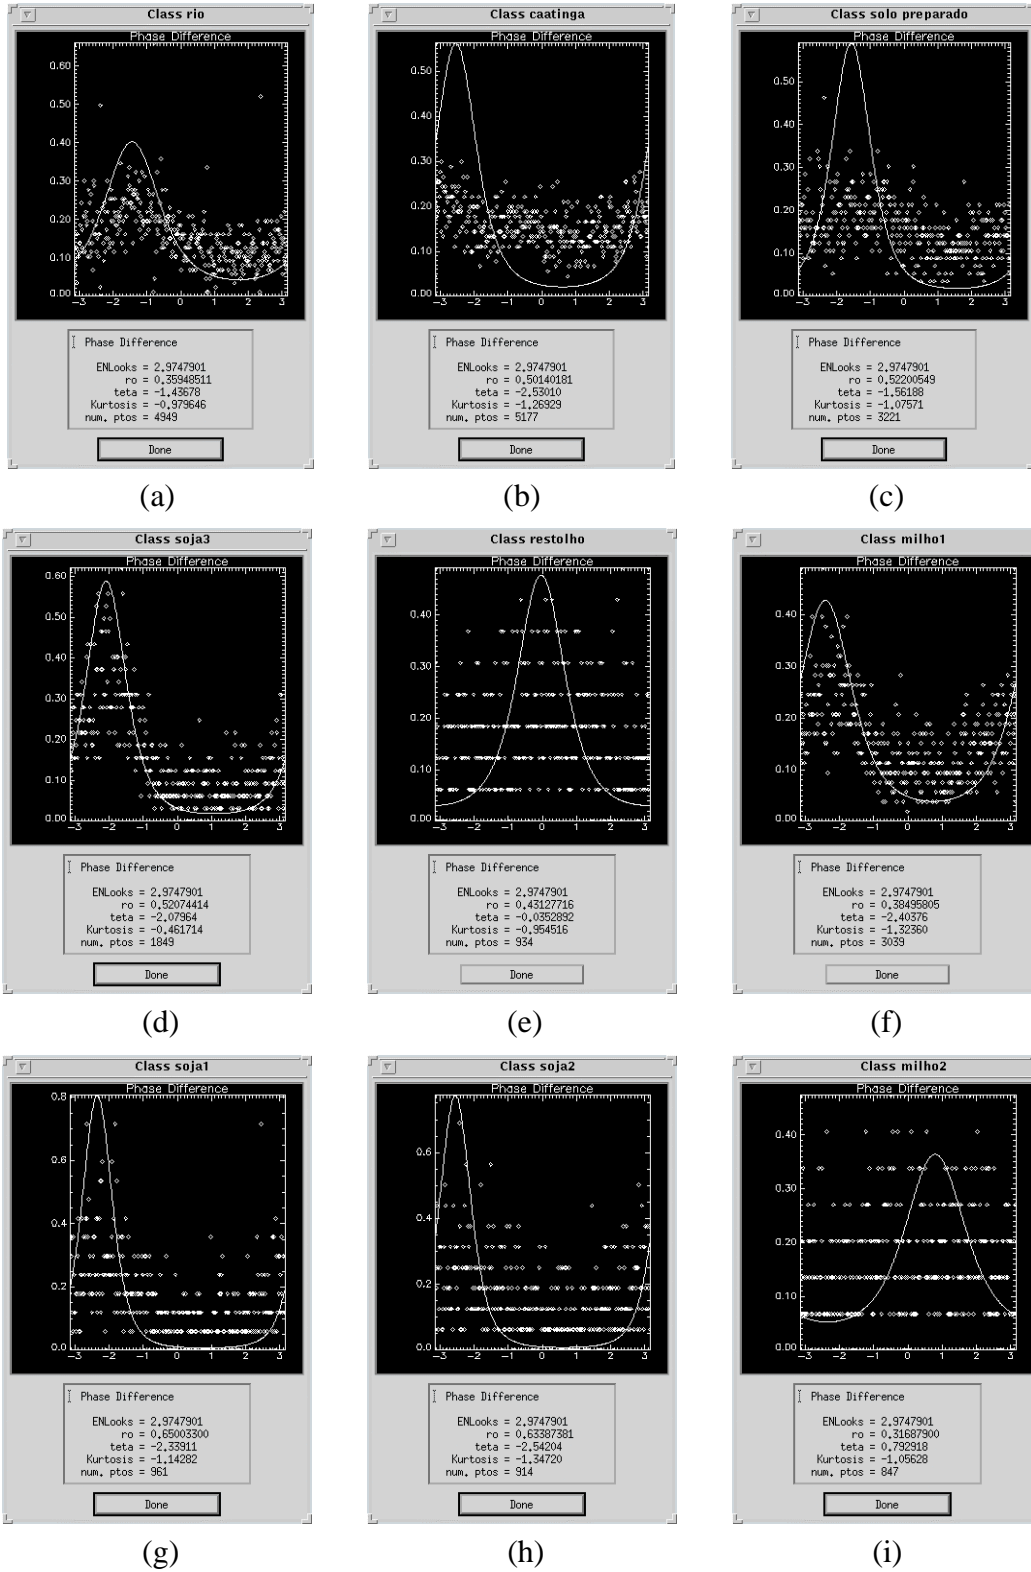 Class rio
Phase Difference
0.60
0.50
0.40
0.30
0.20
0.10
0.00
-3 -2 -1 0 1 2 3
Phase Difference
ENLooks = 2.9747901
ro = 0.35948511
teta = -1.43678
Kurtosis = -0.979646
num. ptos = 4949
Done
(a)
Class caatinga
Phase Difference
0.50
0.40
0.30
0.20
0.10
0.00
-3 -2 -1 0 1 2 3
Phase Difference
ENLooks = 2.9747901
ro = 0.50140181
teta = -2.53010
Kurtosis = -1.26929
num. ptos = 5177
Done
(b)
Class solo preparado
Phase Difference
0.50
0.40
0.30
0.20
0.10
0.00
-3 -2 -1 0 1 2 3
Phase Difference
ENLooks = 2.9747901
ro = 0.52200549
teta = -1.56188
Kurtosis = -1.07571
num. ptos = 3221
Done
(c)
Class soja3
Phase Difference
0.60
0.50
0.40
0.30
0.20
0.10
0.00
-3 -2 -1 0 1 2 3
Phase Difference
ENLooks = 2.9747901
ro = 0.52074414
teta = -2.07964
Kurtosis = -0.461714
num. ptos = 1849
Done
(d)
Class restolho
Phase Difference
0.40
0.30
0.20
0.10
0.00
-3 -2 -1 0 1 2 3
Phase Difference
ENLooks = 2.9747901
ro = 0.43127716
teta = -0.0352892
Kurtosis = -0.954516
num. ptos = 934
Done
(e)
Class milho1
Phase Difference
0.40
0.30
0.20
0.10
0.00
-3 -2 -1 0 1 2 3
Phase Difference
ENLooks = 2.9747901
ro = 0.38495805
teta = -2.40376
Kurtosis = -1.32360
num. ptos = 3039
Done
(f)
Class soja1
Phase Difference
0.8
0.6
0.4
0.2
0.0
-3 -2 -1 0 1 2 3
Phase Difference
ENLooks = 2.9747901
ro = 0.65003300
teta = -2.33911
Kurtosis = -1.14282
num. ptos = 961
Done
(g)
Class soja2
Phase Difference
0.6
0.4
0.2
0.0
-3 -2 -1 0 1 2 3
Phase Difference
ENLooks = 2.9747901
ro = 0.63387381
teta = -2.54204
Kurtosis = -1.34720
num. ptos = 914
Done
(h)
Class milho2
Phase Difference
0.40
0.30
0.20
0.10
0.00
-3 -2 -1 0 1 2 3
Phase Difference
ENLooks = 2.9747901
ro = 0.31687900
teta = 0.792918
Kurtosis = -1.05628
num. ptos = 847
Done
(i)